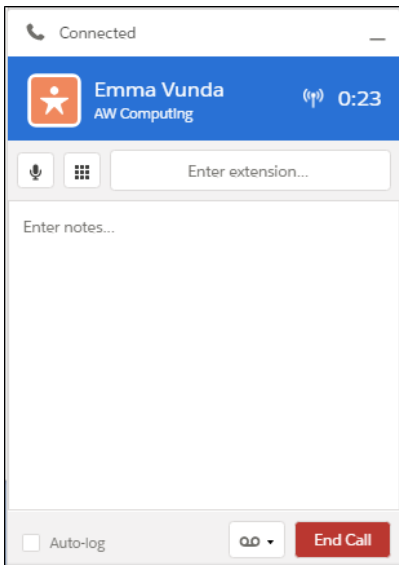 Connected
Emma Vunda
AW Computing
0:23
Enter extension...
Enter notes...
Auto-log
End Call